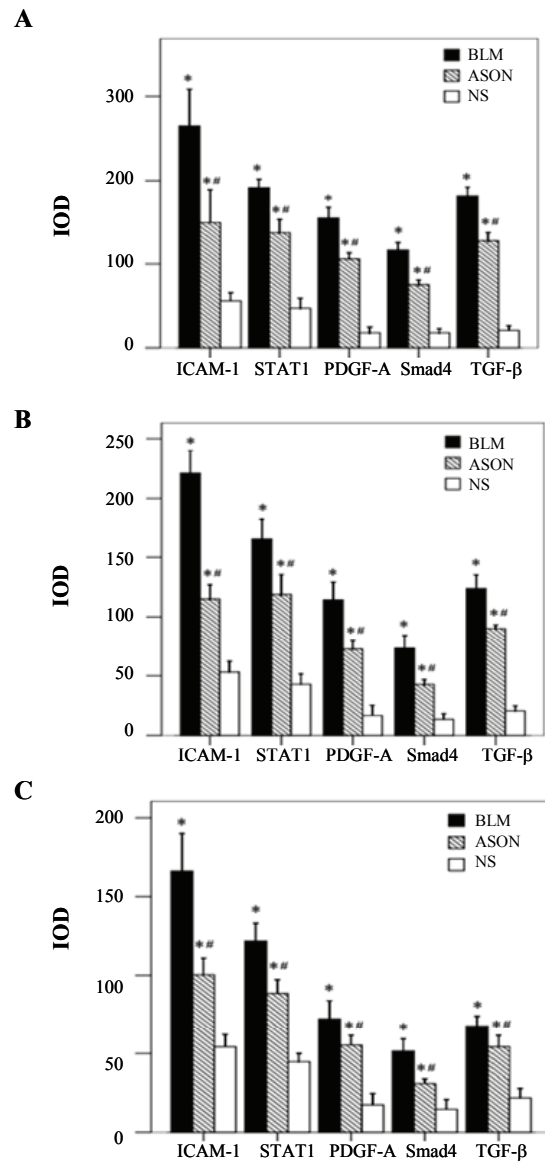 A
BLM
ASON
NS
IOD
300
200
100
0
*
*#
*
*#
*
*#
*
*#
*
*#
ICAM-1 STAT1 PDGF-A Smad4 TGF-β
B
BLM
ASON
NS
IOD
250
200
150
100
50
0
*
*#
*
*#
*
*#
*
*#
*
*#
ICAM-1 STAT1 PDGF-A Smad4 TGF-β
C
BLM
ASON
NS
IOD
200
150
100
50
0
*
*#
*
*#
*
*#
*
*#
*
*#
ICAM-1 STAT1 PDGF-A Smad4 TGF-β